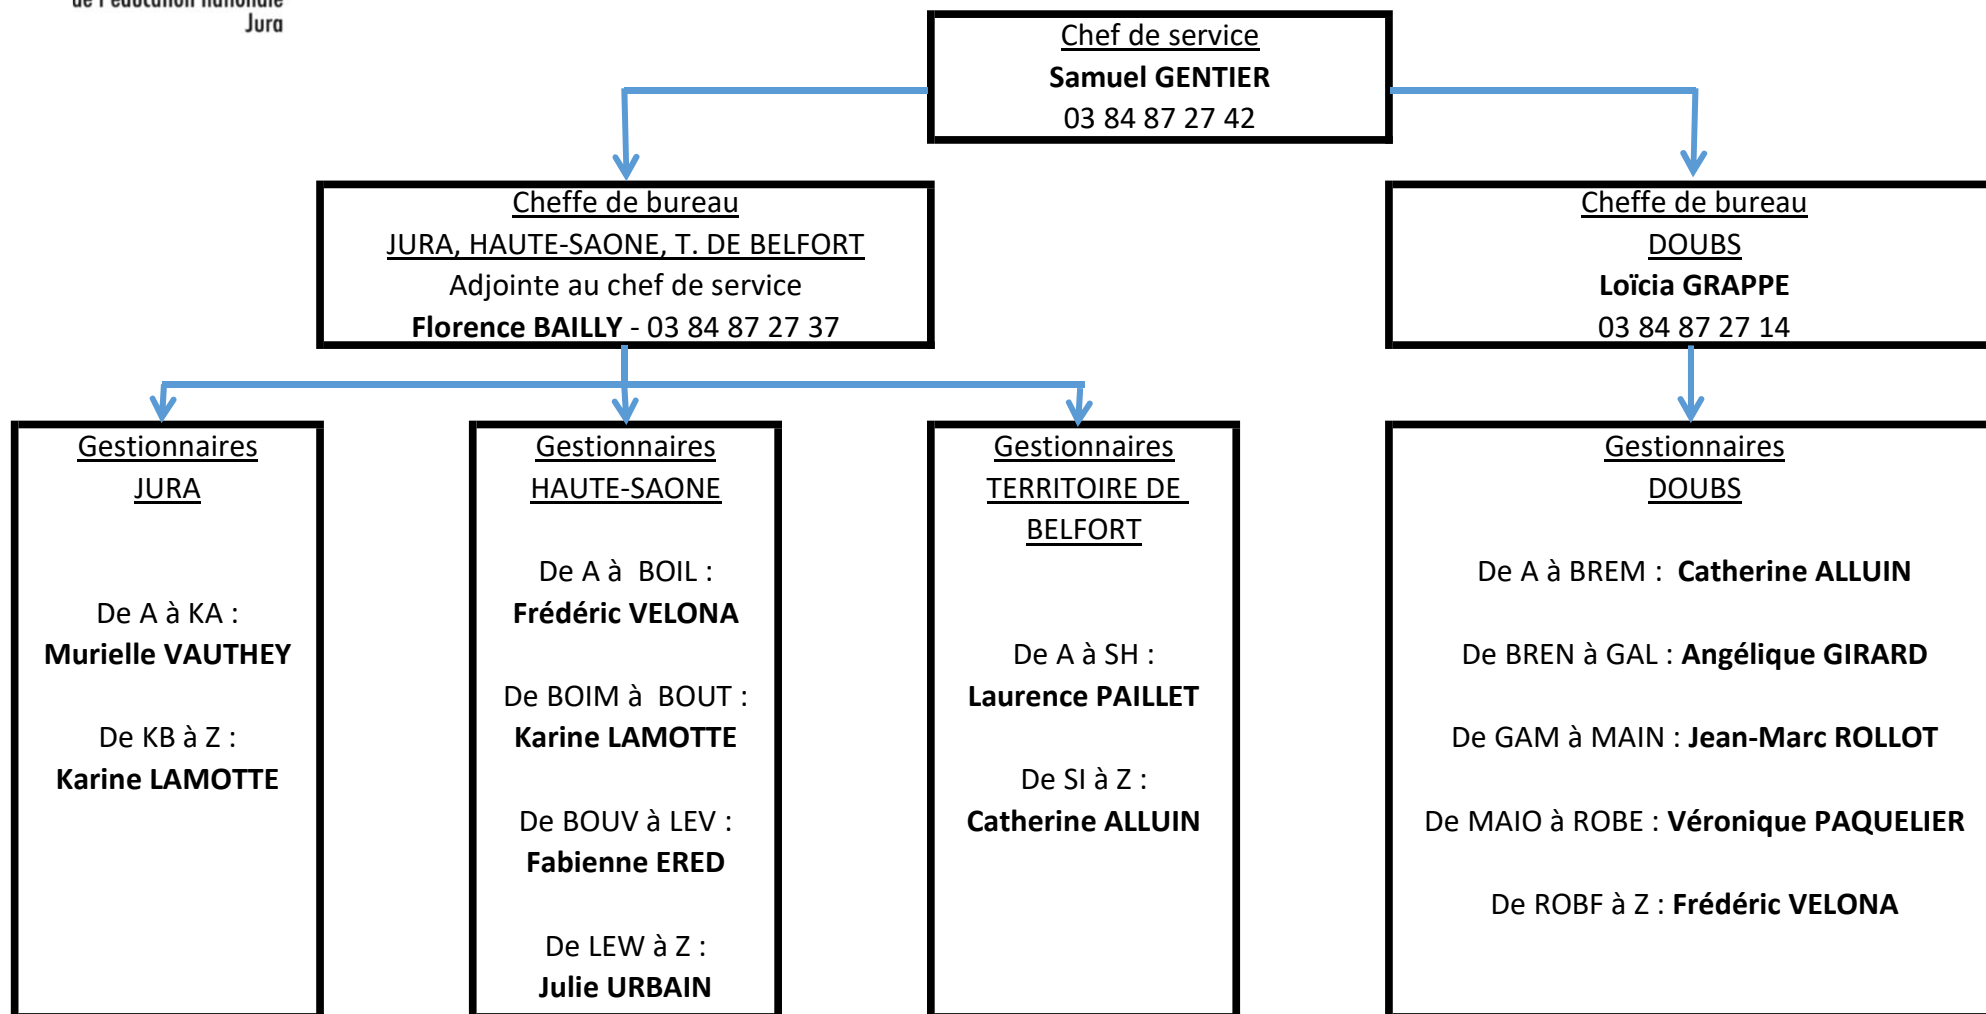 de l'éducation nationale
Jura
Chef de service
Samuel GENTIER
03 84 87 27 42
Cheffe de bureau
JURA, HAUTE-SAONE, T. DE BELFORT
Adjointe au chef de service
Florence BAILLY - 03 84 87 27 37
Cheffe de bureau
DOUBS
Loïcia GRAPPE
03 84 87 27 14
Gestionnaires
JURA
De A à KA :
Murielle VAUTHEY
De KB à Z :
Karine LAMOTTE
Gestionnaires
HAUTE-SAONE
De A à BOIL :
Frédéric VELONA
De BOIM à BOUT :
Karine LAMOTTE
De BOUV à LEV :
Fabienne ERED
De LEW à Z :
Julie URBAIN
Gestionnaires
TERRITOIRE DE
BELFORT
De A à SH :
Laurence PAILLET
De SI à Z :
Catherine ALLUIN
Gestionnaires
DOUBS
De A à BREM : Catherine ALLUIN
De BREN à GAL : Angélique GIRARD
De GAM à MAIN : Jean-Marc ROLLOT
De MAIO à ROBE : Véronique PAQUELIER
De ROBF à Z : Frédéric VELONA